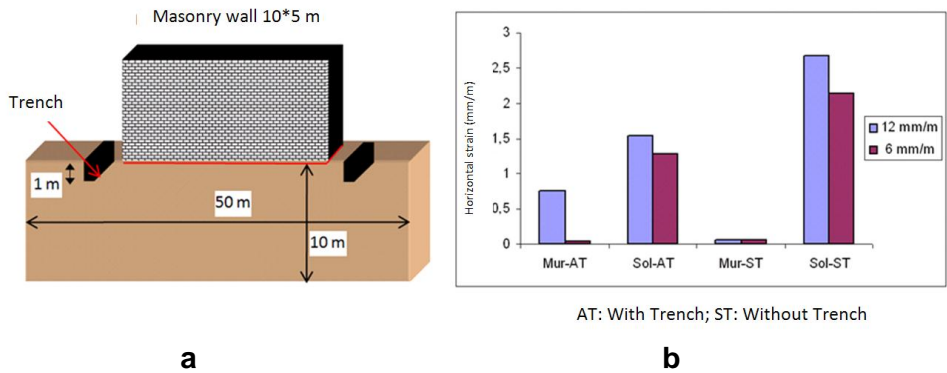 Masonry wall 10*5 m
Trench
1 m
50 m
10 m
a
Horizontal strain (mm/m)
3
2,5
2
1,5
1
0,5
0
Mur-AT Sol-AT Mur-ST Sol-ST
12 mm/m
6 mm/m
AT: With Trench; ST: Without Trench
b